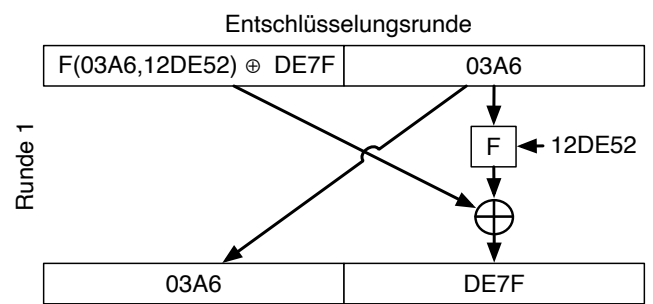 Entschlüsselungsrunde
F(03A6,12DE52) ⊕ DE7F
03A6
Runde 1
F
12DE52
03A6
DE7F